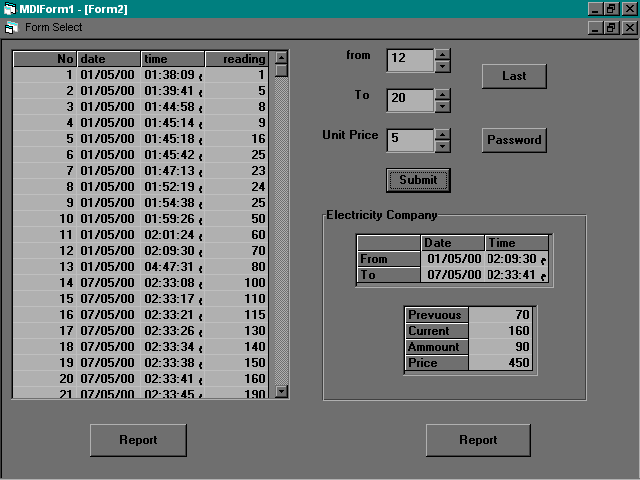 MDIForm1 - [Form2]
Form Select
No date time reading
1 01/05/00 01:38:09 م 1
2 01/05/00 01:39:41 م 5
3 01/05/00 01:44:58 م 8
4 01/05/00 01:45:14 م 9
5 01/05/00 01:45:18 م 16
6 01/05/00 01:45:42 م 25
7 01/05/00 01:47:13 م 23
8 01/05/00 01:52:19 م 24
9 01/05/00 01:54:38 م 25
10 01/05/00 01:59:26 م 50
11 01/05/00 02:01:24 م 60
12 01/05/00 02:09:30 م 70
13 01/05/00 04:47:31 م 80
14 07/05/00 02:33:08 م 100
15 07/05/00 02:33:17 م 110
16 07/05/00 02:33:21 م 115
17 07/05/00 02:33:26 م 130
18 07/05/00 02:33:34 م 140
19 07/05/00 02:33:38 م 150
20 07/05/00 02:33:41 م 160
21 07/05/00 02:33:45 م 190
Report
from 12
Last
To 20
Unit Price 5
Password
Submit
Electricity Company
Date Time
From 01/05/00 02:09:30 م
To 07/05/00 02:33:41 م
Prevuous 70
Current 160
Ammount 90
Price 450
Report